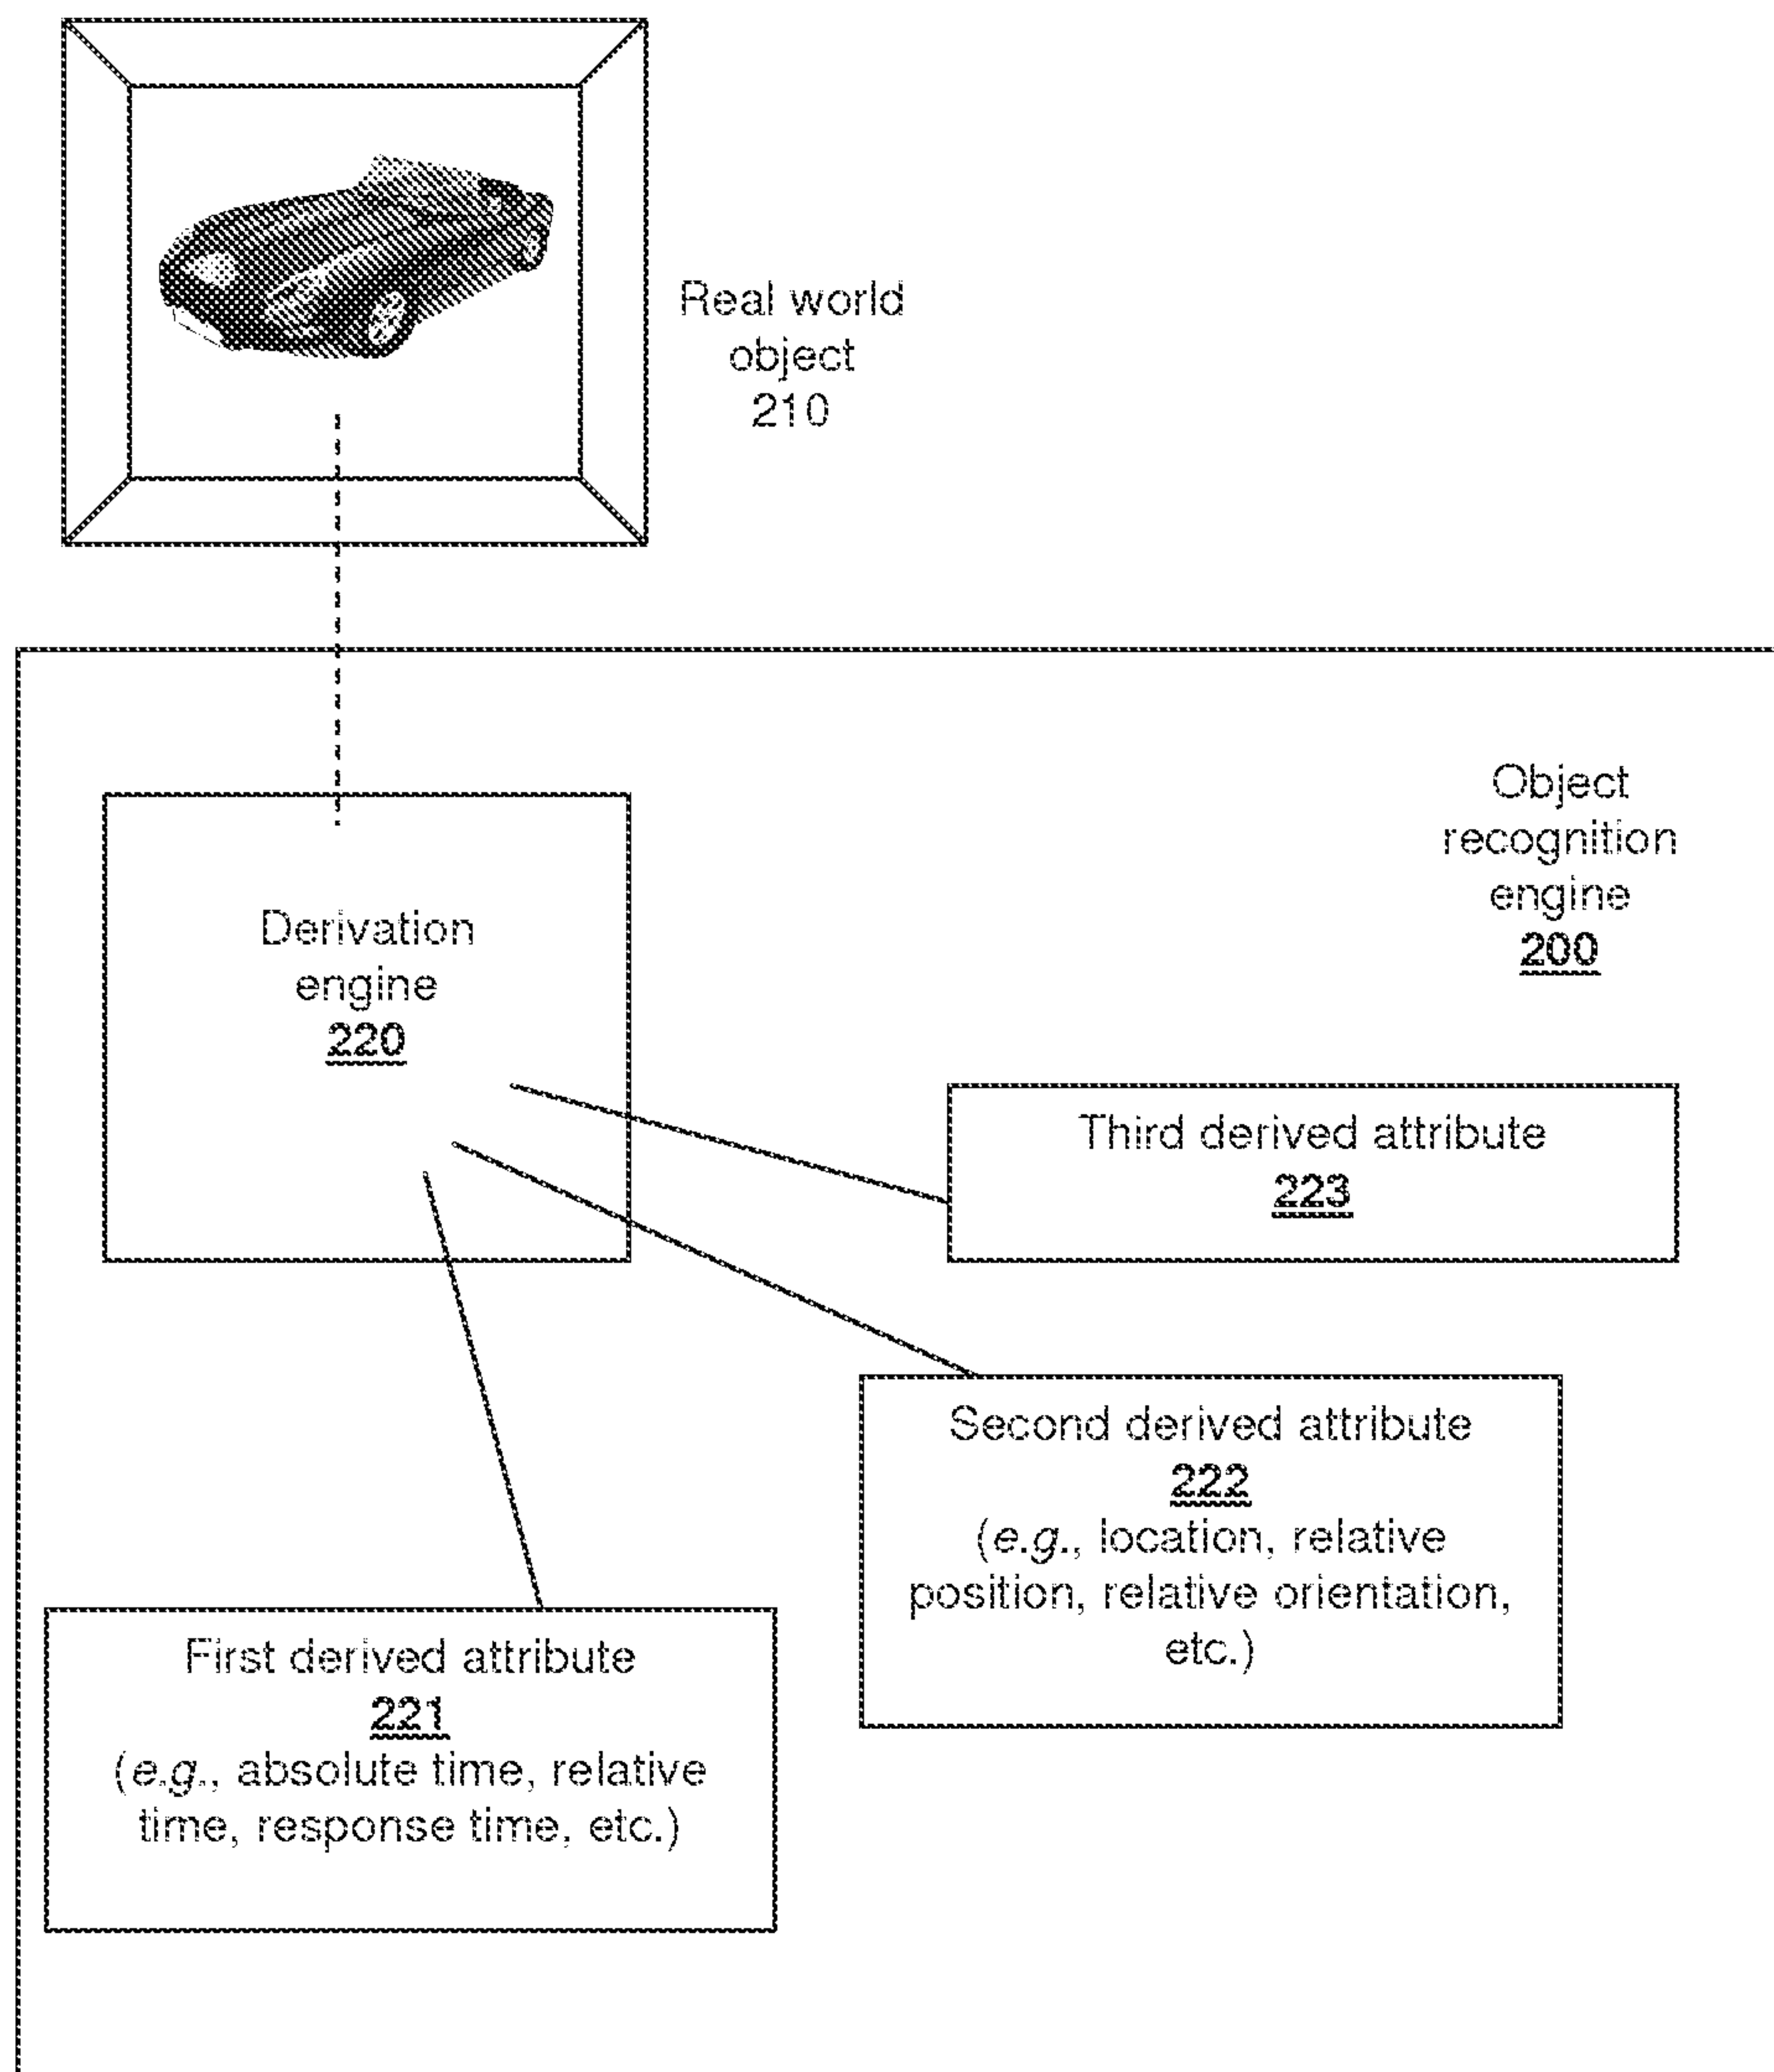 Real world
object
210
Object
recognition
engine
200
Derivation
engine
220
Third derived attribute
223
Second derived attribute
222
(e.g., location, relative
position, relative orientation,
etc.)
First derived attribute
221
(e.g., absolute time, relative
time, response time, etc.)